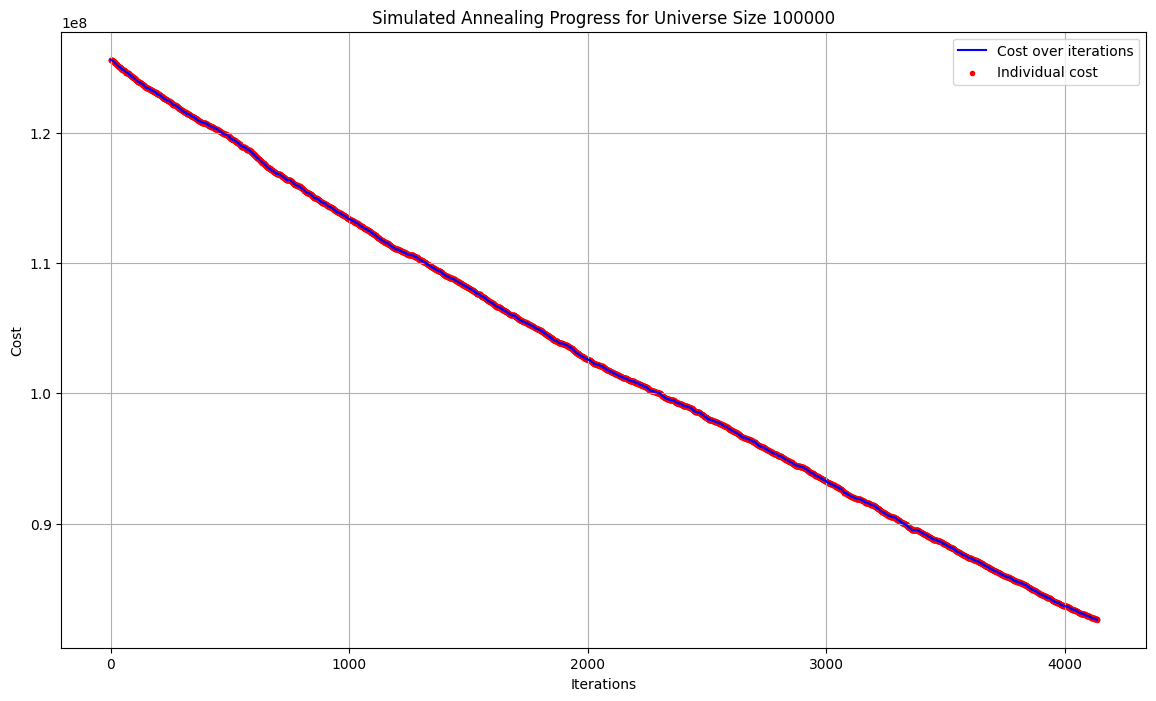 Simulated Annealing Progress for Universe Size 100000
1e8
Cost over iterations
Individual cost
1.2
1.1
1.0
0.9
Cost
0 1000 2000 3000 4000
Iterations